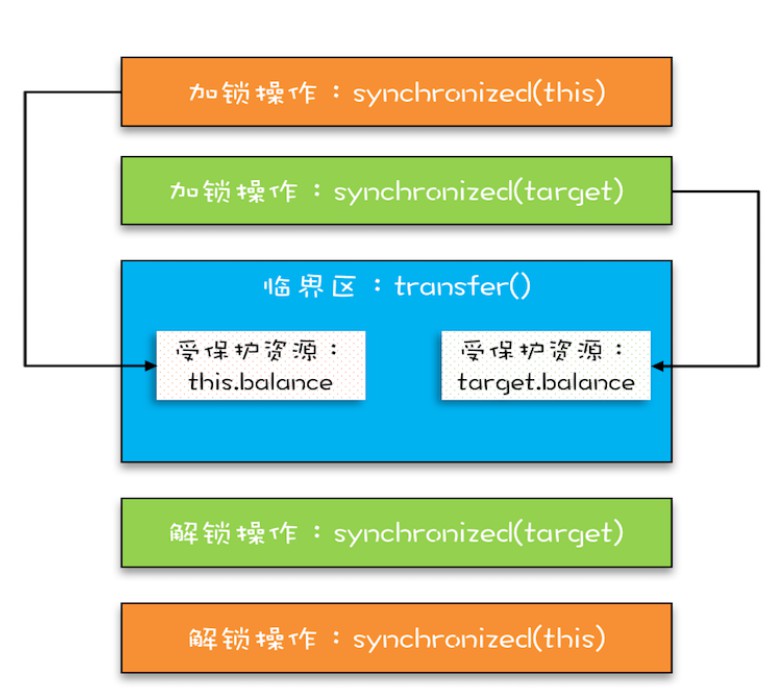 加锁操作：synchronized(this)
加锁操作：synchronized(target)
临界区：transfer()
受保护资源：
this.balance
受保护资源：
target.balance
解锁操作：synchronized(target)
解锁操作：synchronized(this)